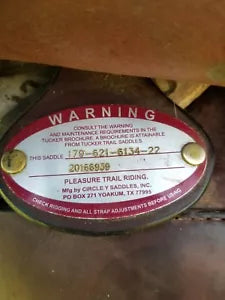 WARNING
CONSULT THE WARNING
AND MAINTENANCE REQUIREMENTS IN THE
TUCKER BROCHURE. A BROCHURE IS ATTACHED
FROM TUCKER TRAIL SADDLES.
THIS SADDLE 179-621-6134-22
20166939
PLEASURE TRAIL RIDING.
Mfg by CIRCLE Y SADDLES, INC.
PO BOX 271 YOAKUM, TX 77995
CHECK RIGGING AND ALL STRAP ADJUSTMENTS BEFORE USING